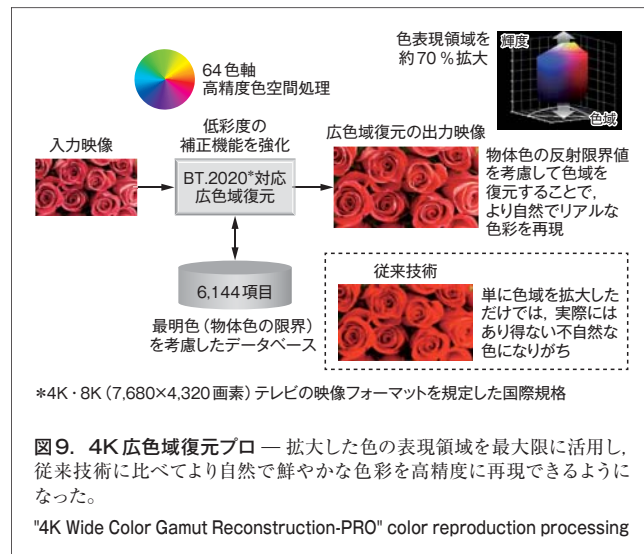 色表現領域を
約70 %拡大
輝度
色域
64色軸
高精度色空間処理
入力映像
低彩度の
補正機能を強化
BT.2020*対応
広色域復元
広色域復元の出力映像
物体色の反射限界値
を考慮して色域を
復元することで,
より自然でリアルな
色彩を再現
6,144項目
最明色（物体色の限界）
を考慮したデータベース
従来技術
単に色域を拡大した
だけでは, 実際には
あり得ない不自然な
色になりがち
*4K・8K（7,680×4,320画素）テレビの映像フォーマットを規定した国際規格
図9. 4K広色域復元プロ — 拡大した色の表現領域を最大限に活用し,
従来技術に比べてより自然で鮮やかな色彩を高精度に再現できるように
なった。
"4K Wide Color Gamut Reconstruction-PRO" color reproduction processing